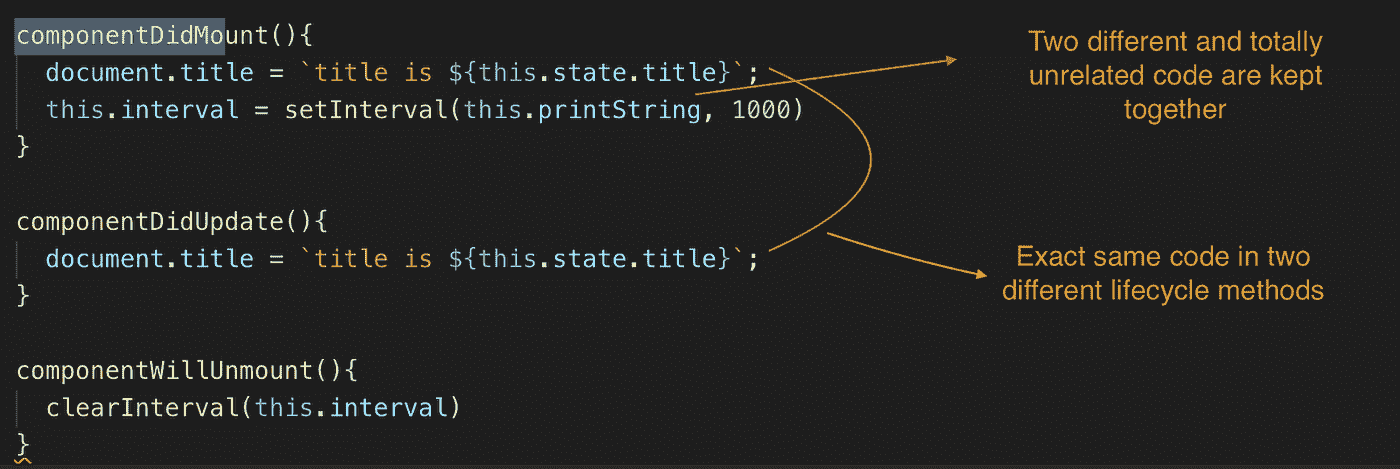 componentDidMount(){
document.title = `title is ${this.state.title}`;
this.interval = setInterval(this.printString, 1000)
}
Two different and totally
unrelated code are kept
together
componentDidUpdate(){
document.title = `title is ${this.state.title}`;
}
Exact same code in two
different lifecycle methods
componentWillUnmount(){
clearInterval(this.interval)
}